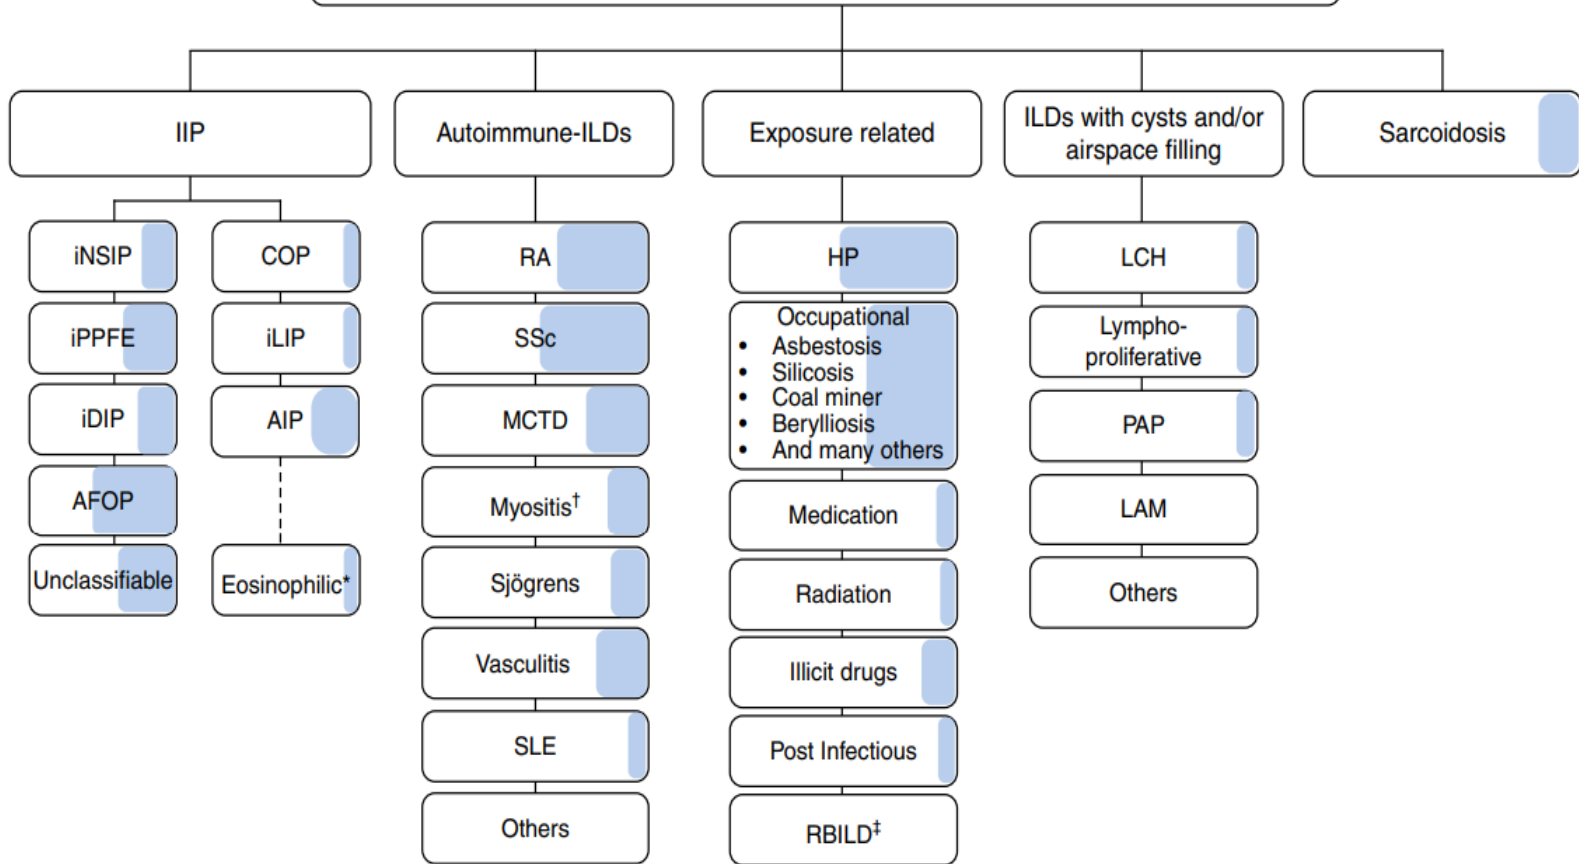 IIP
Autoimmune-ILDs
Exposure related
ILDs with cysts and/or
airspace filling
Sarcoidosis
iNSIP
iPPFE
iDIP
AFOP
Unclassifiable
COP
iLIP
AIP
Eosinophilic*
RA
SSc
MCTD
Myositis†
Sjögrens
Vasculitis
SLE
Others
HP
Occupational
• Asbestosis
• Silicosis
• Coal miner
• Berylliosis
• And many others
Medication
Radiation
Illicit drugs
Post Infectious
RBILD‡
LCH
Lympho-
proliferative
PAP
LAM
Others